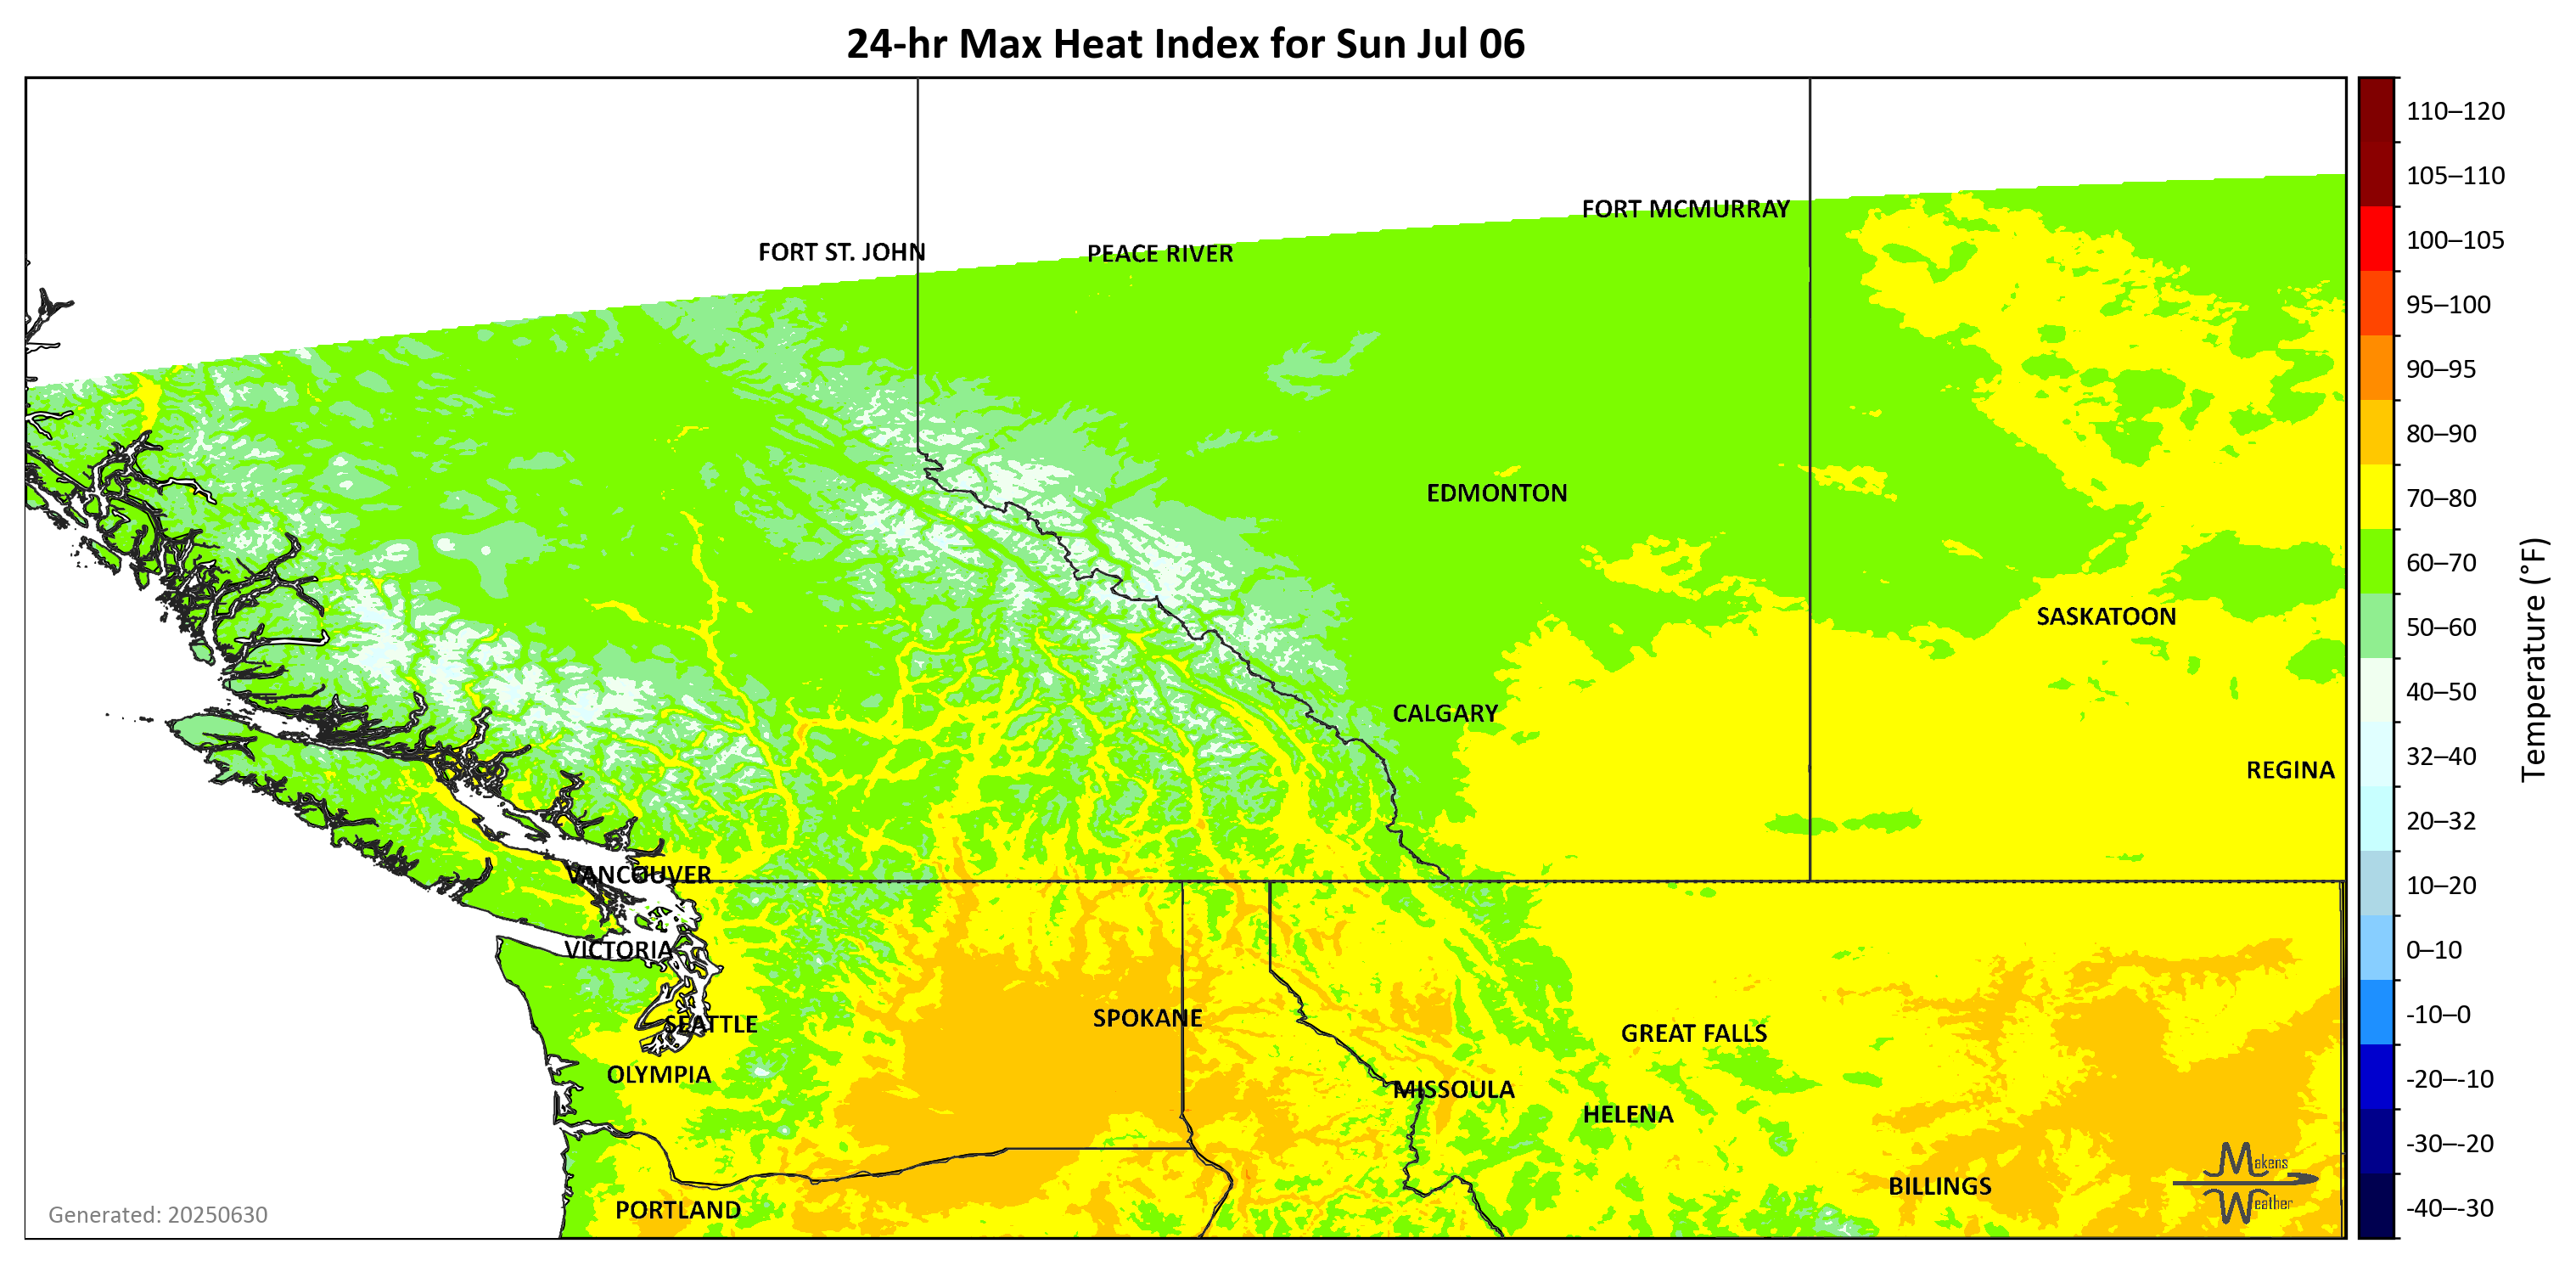 24-hr Max Heat Index for Sun Jul 06
110–120
105–110
100–105
95–100
90–95
80–90
70–80
60–70
50–60
40–50
32–40
20–32
10–20
0–10
-10–0
-20–-10
-30–-20
-40–-30
Temperature (°F)
FORT MCMURRAY
FORT ST. JOHN
PEACE RIVER
EDMONTON
SASKATOON
CALGARY
REGINA
VANCOUVER
VICTORIA
SEATTLE
SPOKANE
GREAT FALLS
OLYMPIA
MISSOULA
HELENA
BILLINGS
PORTLAND
Makens
Weather
Generated: 20250630